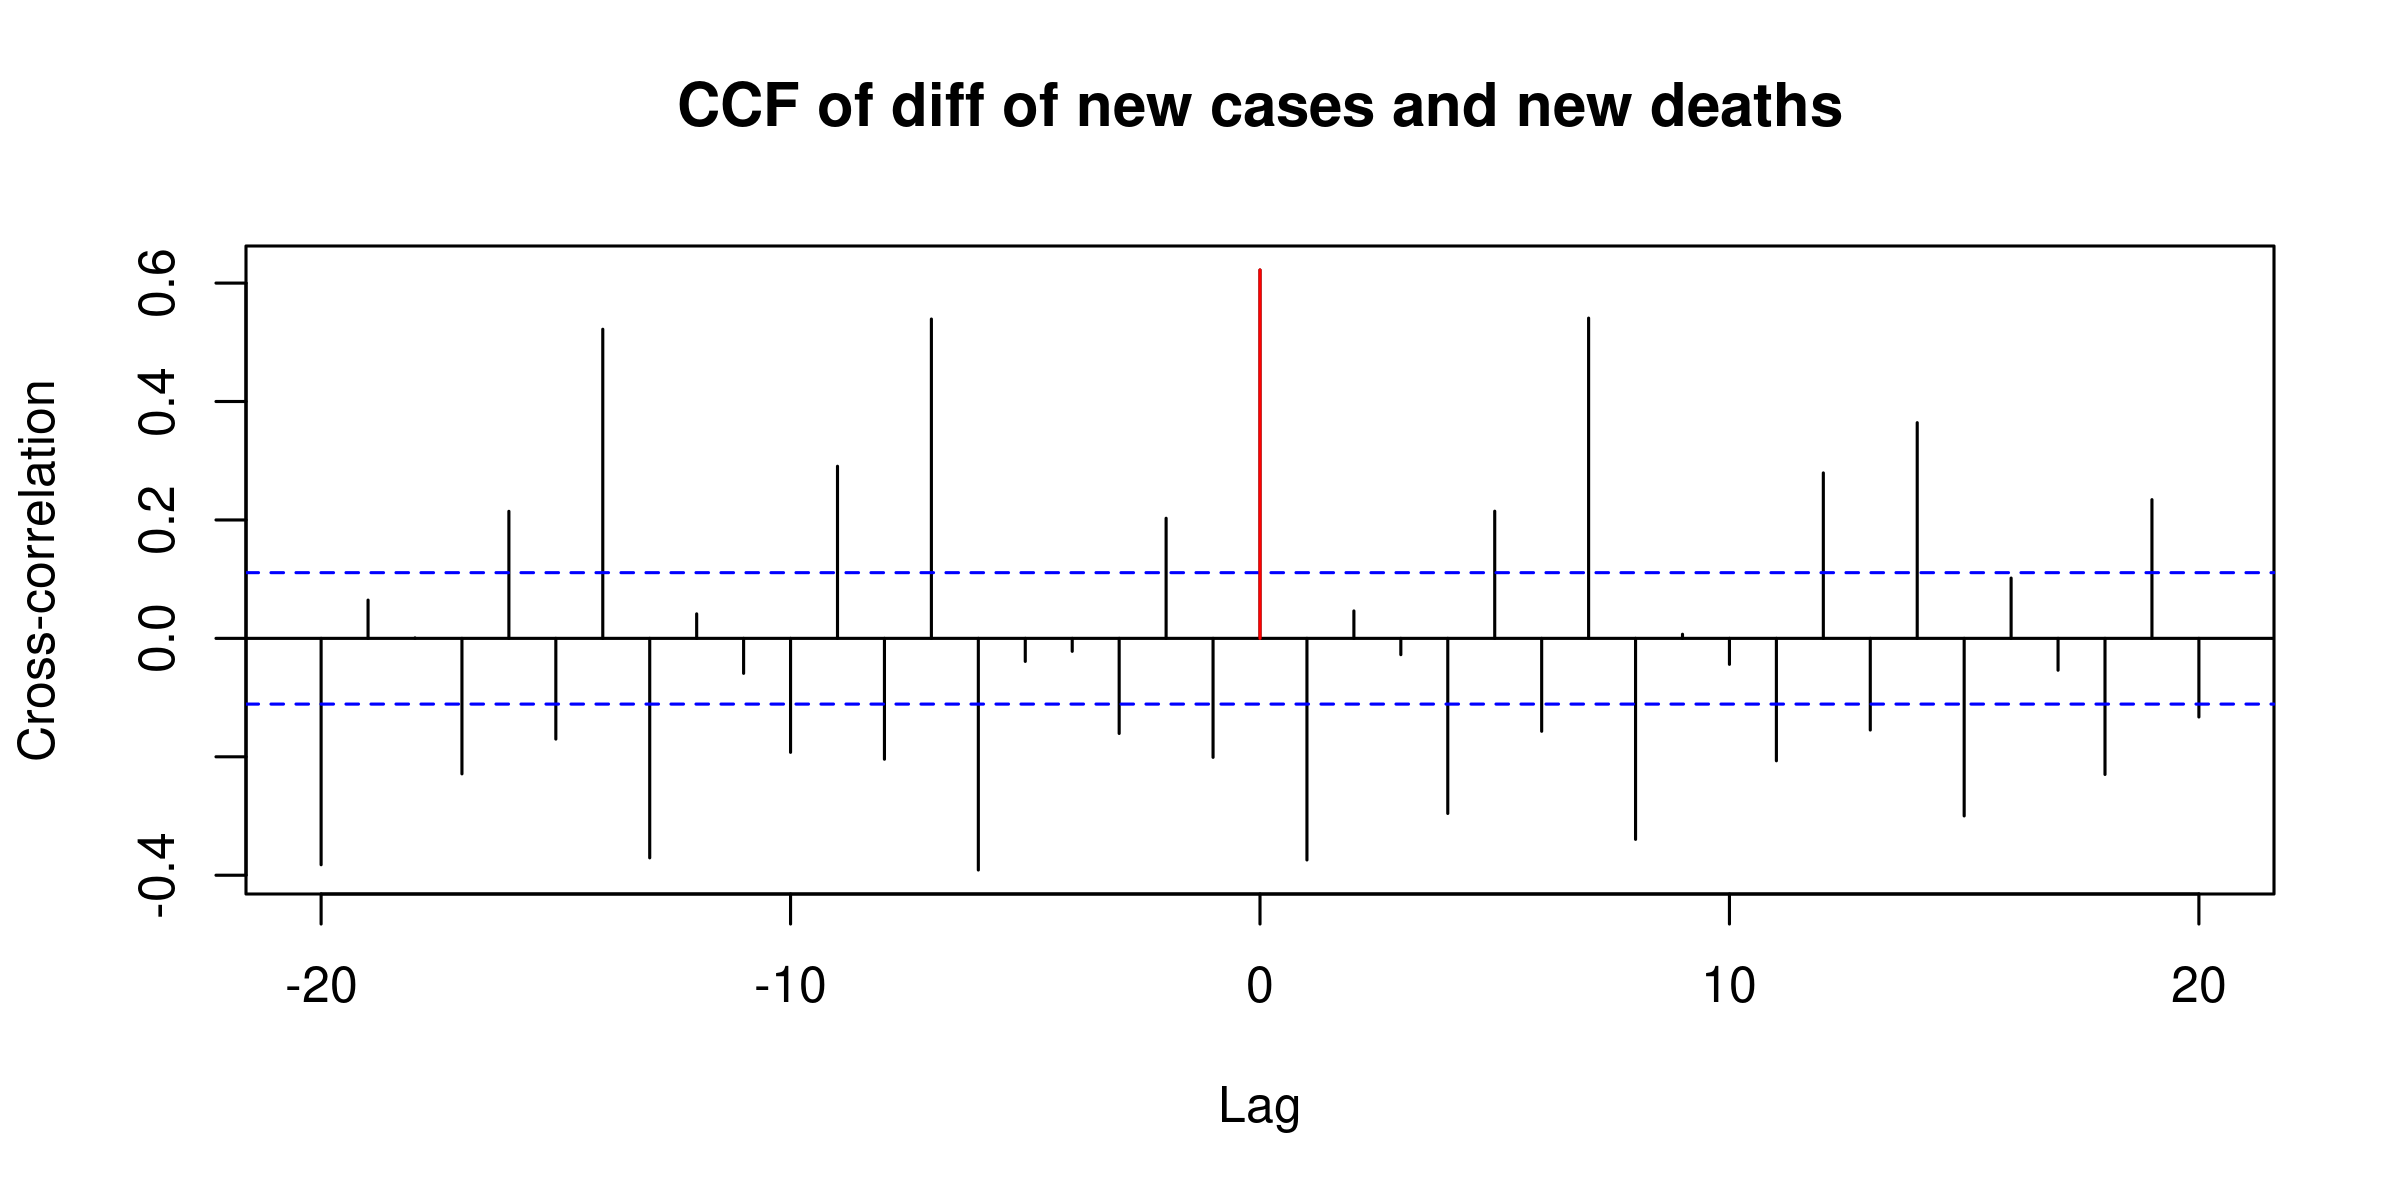 CCF of diff of new cases and new deaths
Cross-correlation
0.6
0.4
0.2
0.0
-0.4
-20 -10 0 10 20
Lag